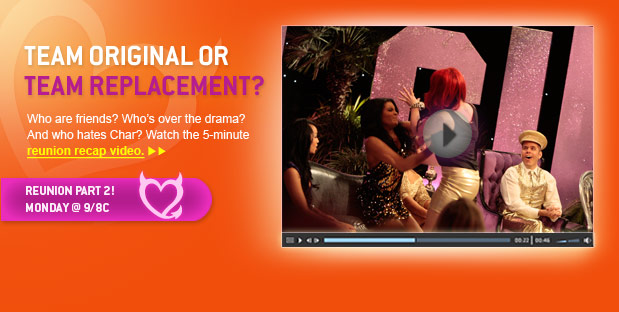 TEAM ORIGINAL OR
TEAM REPLACEMENT?
Who are friends? Who's over the drama?
And who hates Char? Watch the 5-minute
reunion recap video.
REUNION PART 2!
MONDAY @ 9/8C
00:22 00:46